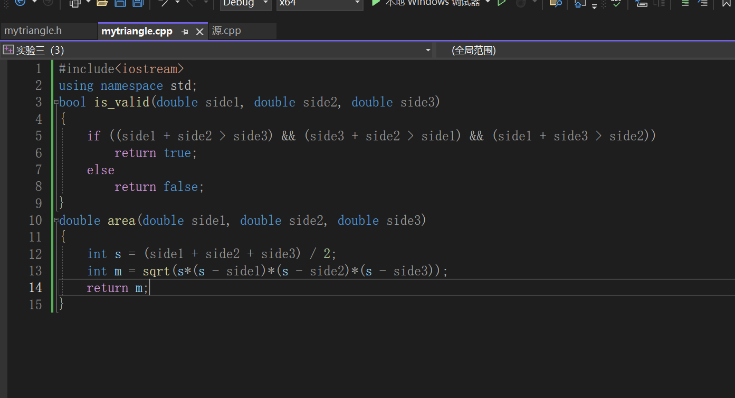 Debug x64 本地 Windows 调试器
mytriangle.h mytriangle.cpp 源.cpp
实验三 (3) (全局范围)
1 #include<iostream>
2 using namespace std;
3 bool is_valid(double side1, double side2, double side3)
4 {
5 if ((side1 + side2 > side3) && (side3 + side2 > side1) && (side1 + side3 > side2))
6 return true;
7 else
8 return false;
9 }
10 double area(double side1, double side2, double side3)
11 {
12 int s = (side1 + side2 + side3) / 2;
13 int m = sqrt(s*(s - side1)*(s - side2)*(s - side3));
14 return m;
15 }